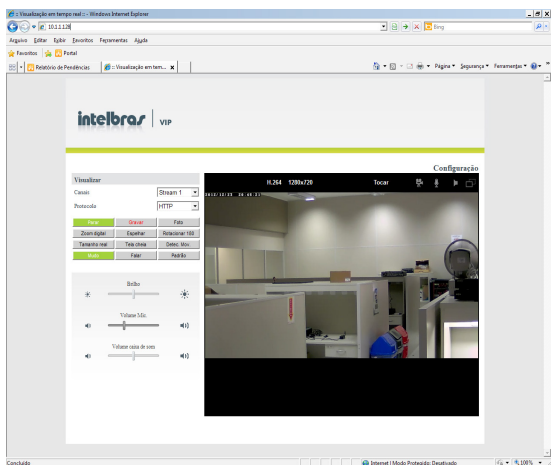 :: Visualização em tempo real :: - Windows Internet Explorer
10.1.1.128
Bing
Arquivo Editar Exibir Favoritos Ferramentas Ajuda
Favoritos Portal
Relatório de Pendências :: Visualização em tem... x
Página Segurança Ferramentas
intelbras VIP
Configuração
Visualizar
Canais Stream 1
Protocolo HTTP
H.264 1280x720 Tocar
Parar Gravar Foto
Zoom digital Espelhar Rotacionar 180
Tamanho real Tela cheia Detec. Mov.
Mudo Falar Padrão
Brilho
Volume Mic.
Volume caixa de som
Concluído
Internet | Modo Protegido: Desativado
100%